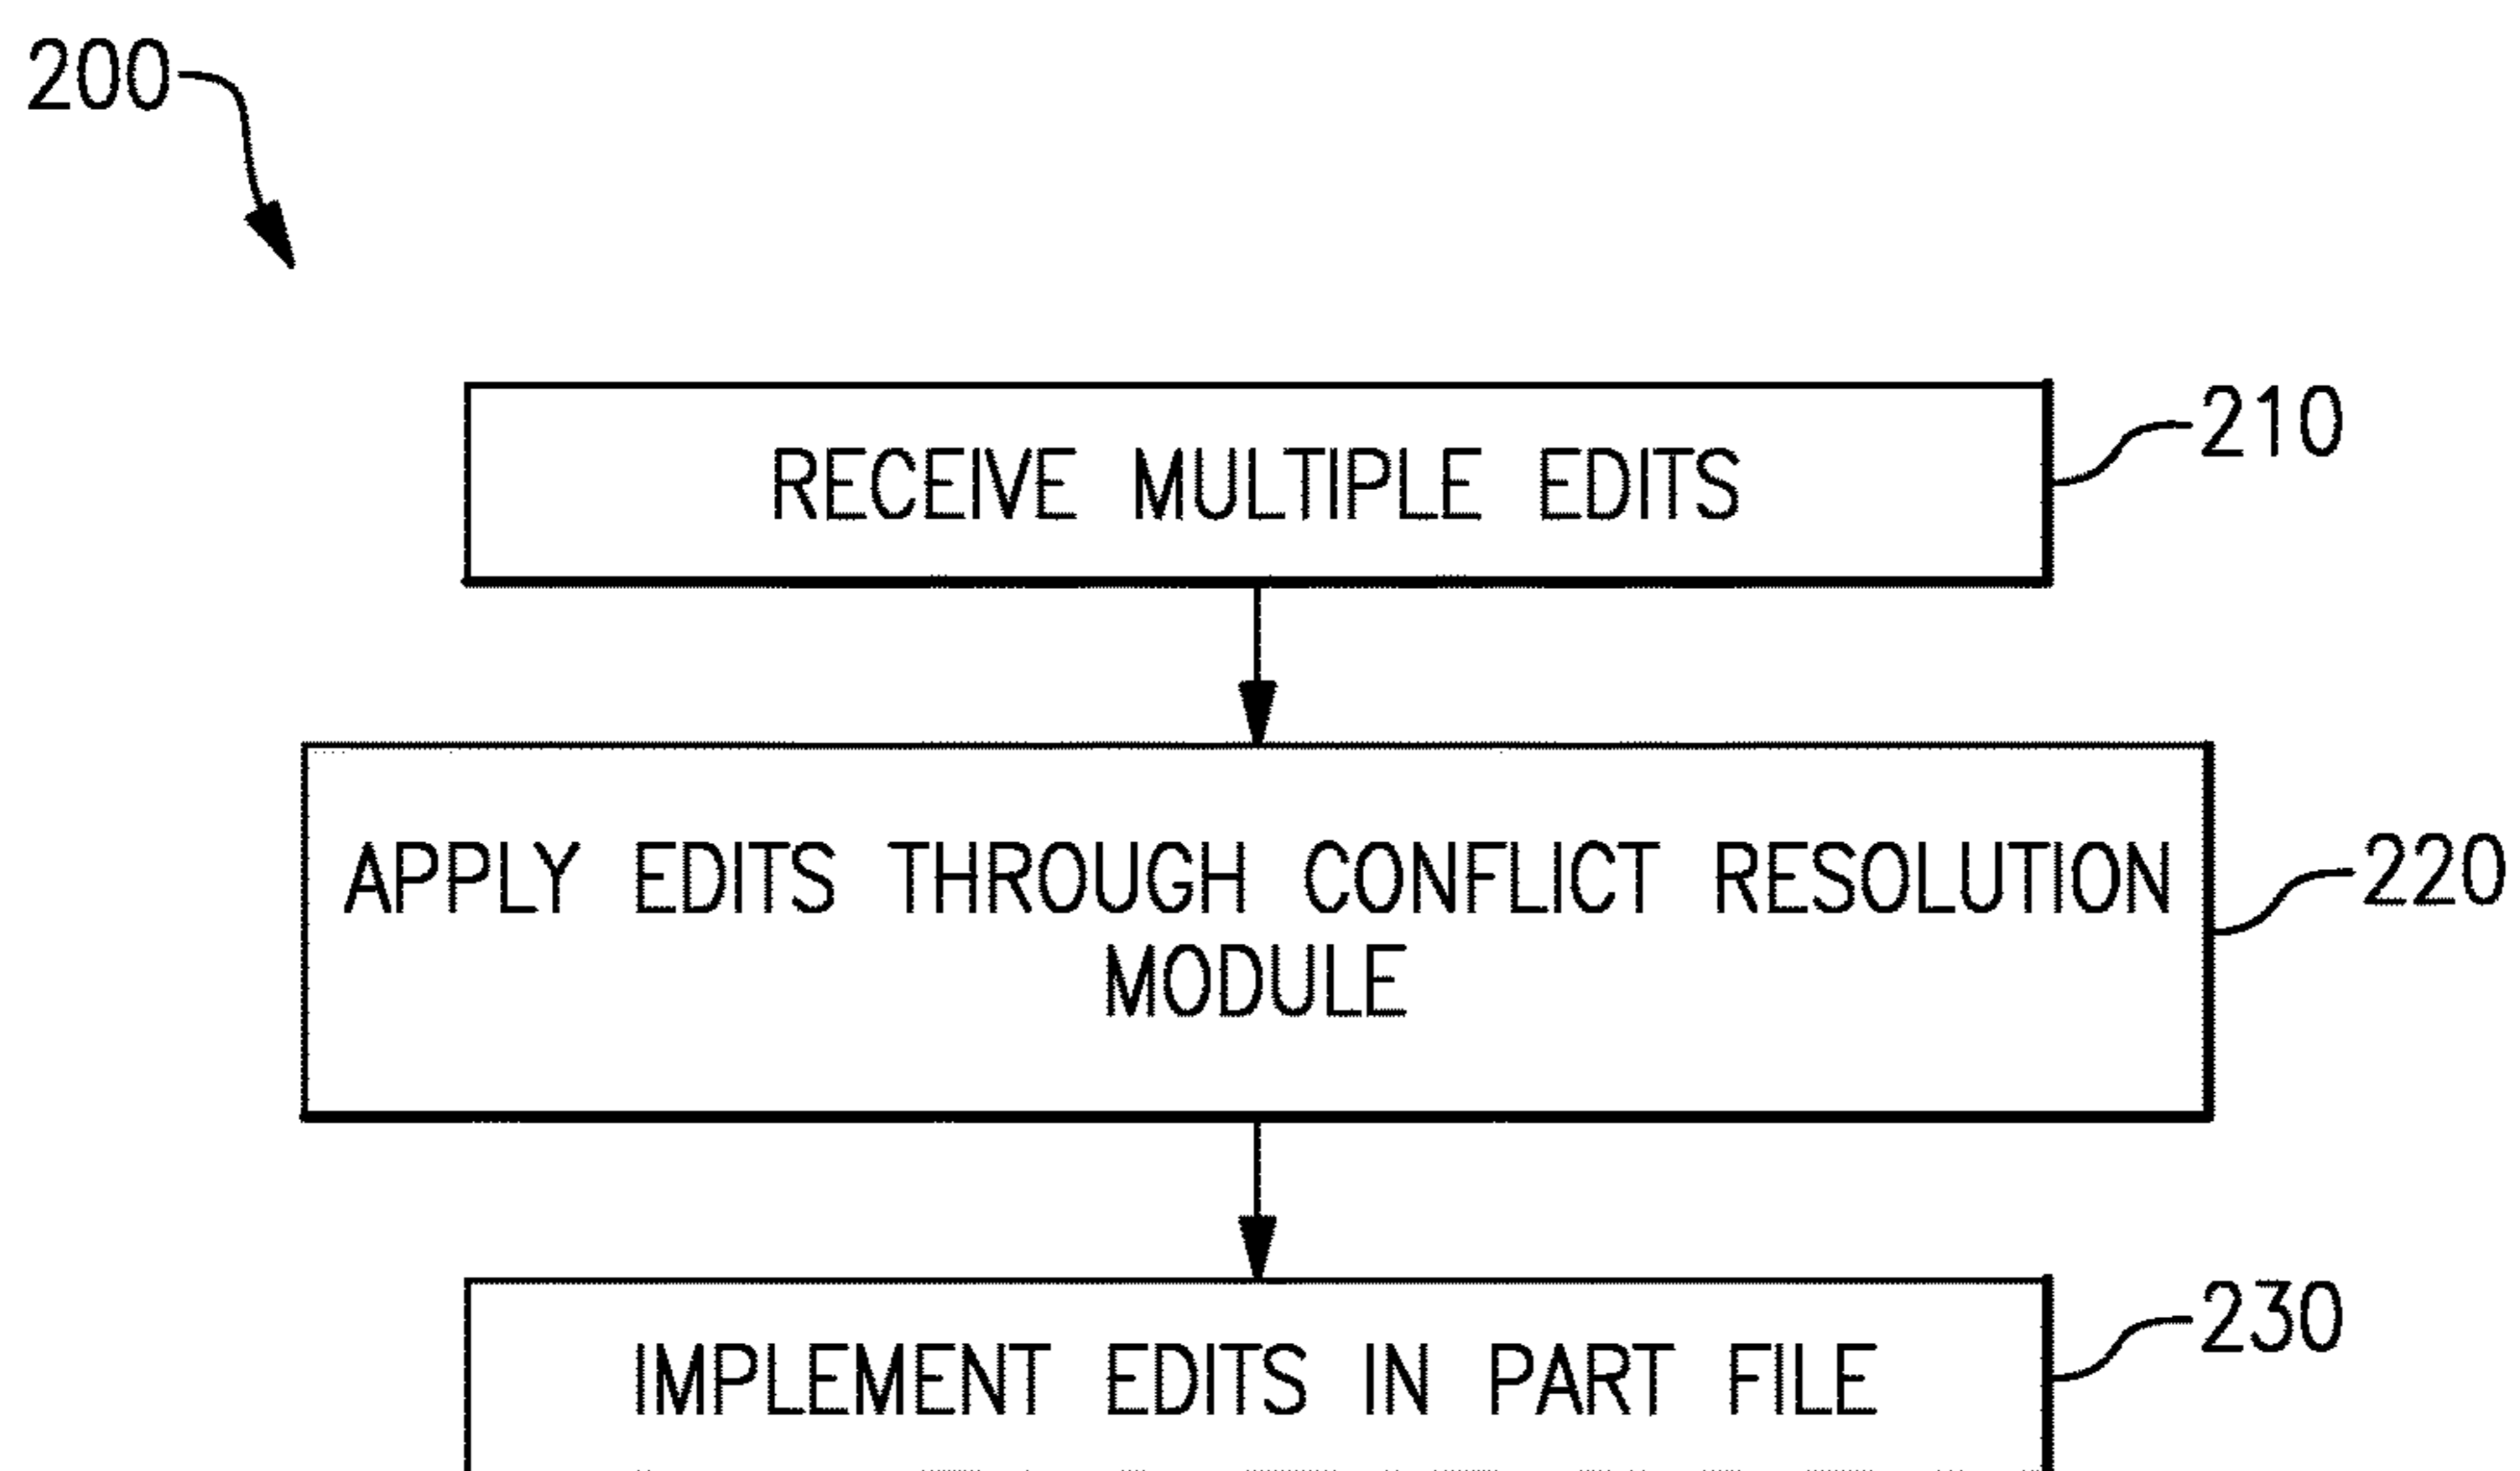 200
RECEIVE MULTIPLE EDITS
210
APPLY EDITS THROUGH CONFLICT RESOLUTION
MODULE
220
IMPLEMENT EDITS IN PART FILE
230